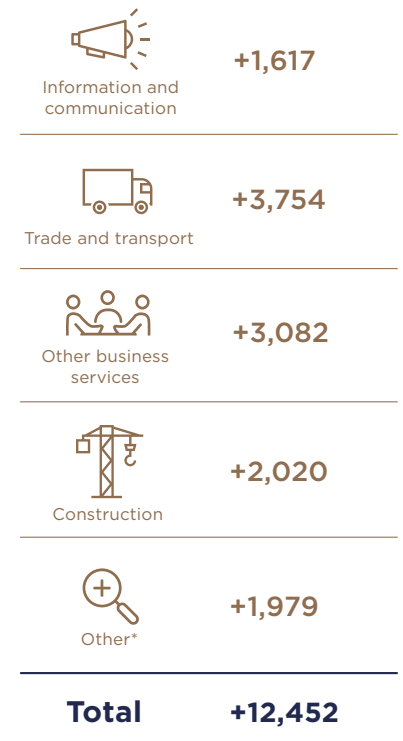 +1,617
Information and
communication
+3,754
Trade and transport
+3,082
Other business
services
+2,020
Construction
+1,979
Other*
Total +12,452